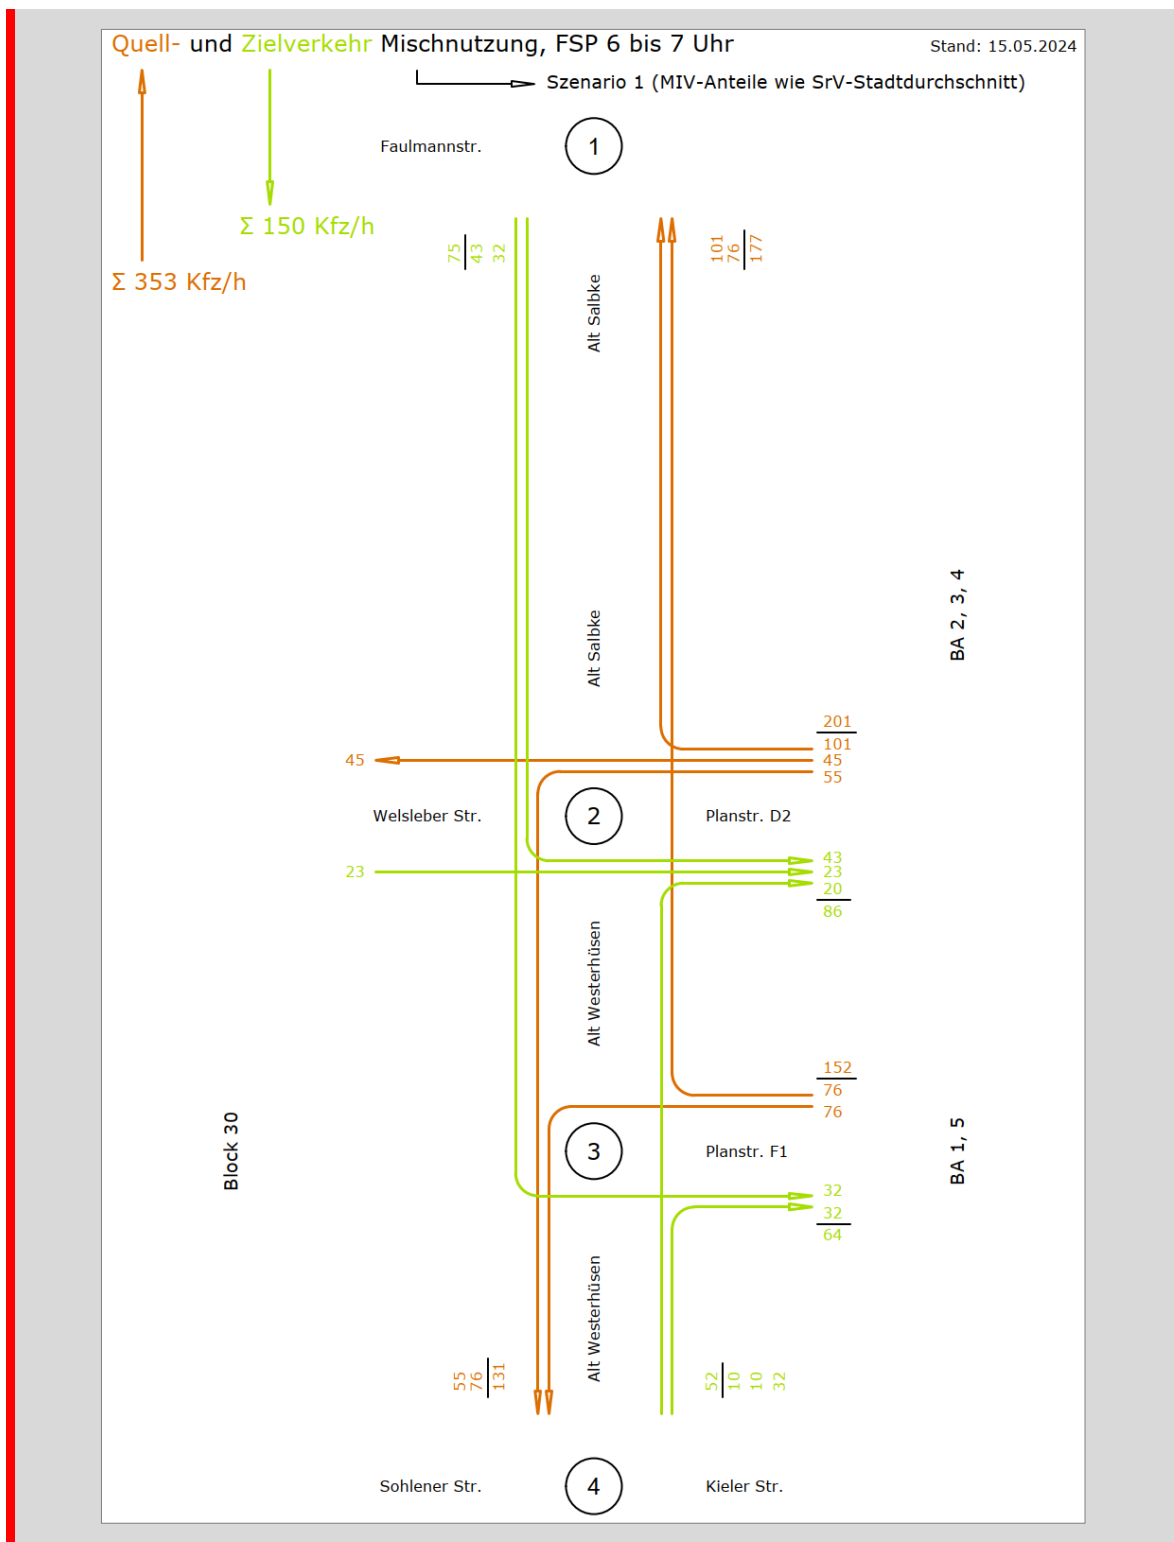 Quell- und Zielverkehr Mischnutzung, FSP 6 bis 7 Uhr
Stand: 15.05.2024
Szenario 1 (MIV-Anteile wie SrV-Stadtdurchschnitt)
Faulmannstr.
1
Σ 150 Kfz/h
Σ 353 Kfz/h
75
43
32
101
76
177
Alt Salbke
Alt Salbke
BA 2, 3, 4
201
101
45
45
55
Welsleber Str.
2
Planstr. D2
43
23
23
20
86
Alt Westerhüsen
152
76
76
Block 30
3
Planstr. F1
BA 1, 5
32
32
64
Alt Westerhüsen
55
76
131
52
10
10
32
Sohlener Str.
4
Kieler Str.